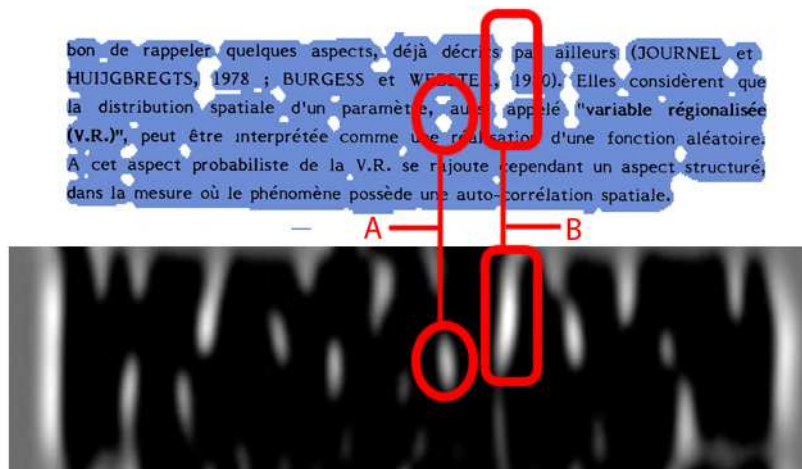 bon de rappeler quelques aspects, déjà décrits par ailleurs (JOURNEL et
HUIJGBREGTS, 1978 ; BURGESS et WEBSTER, 1980). Elles considèrent que
la distribution spatiale d'un paramètre, aussi appelé "variable régionalisée
(V.R.)", peut être interprétée comme une réalisation d'une fonction aléatoire.
A cet aspect probabiliste de la V.R. se rajoute cependant un aspect structuré,
dans la mesure où le phénomène possède une auto-corrélation spatiale.
A B